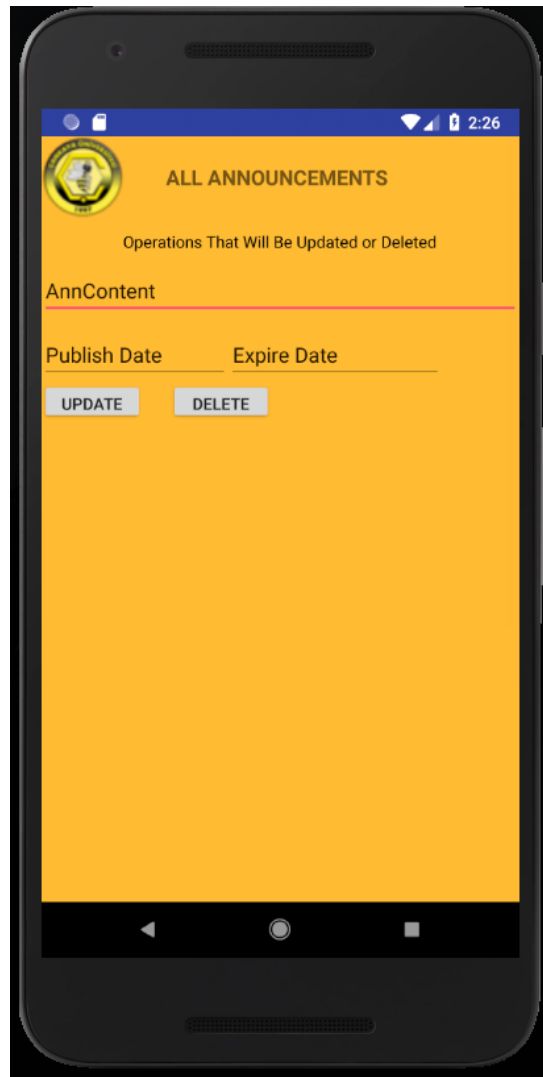 2:26
ALL ANNOUNCEMENTS
Operations That Will Be Updated or Deleted
AnnContent
Publish Date Expire Date
UPDATE DELETE